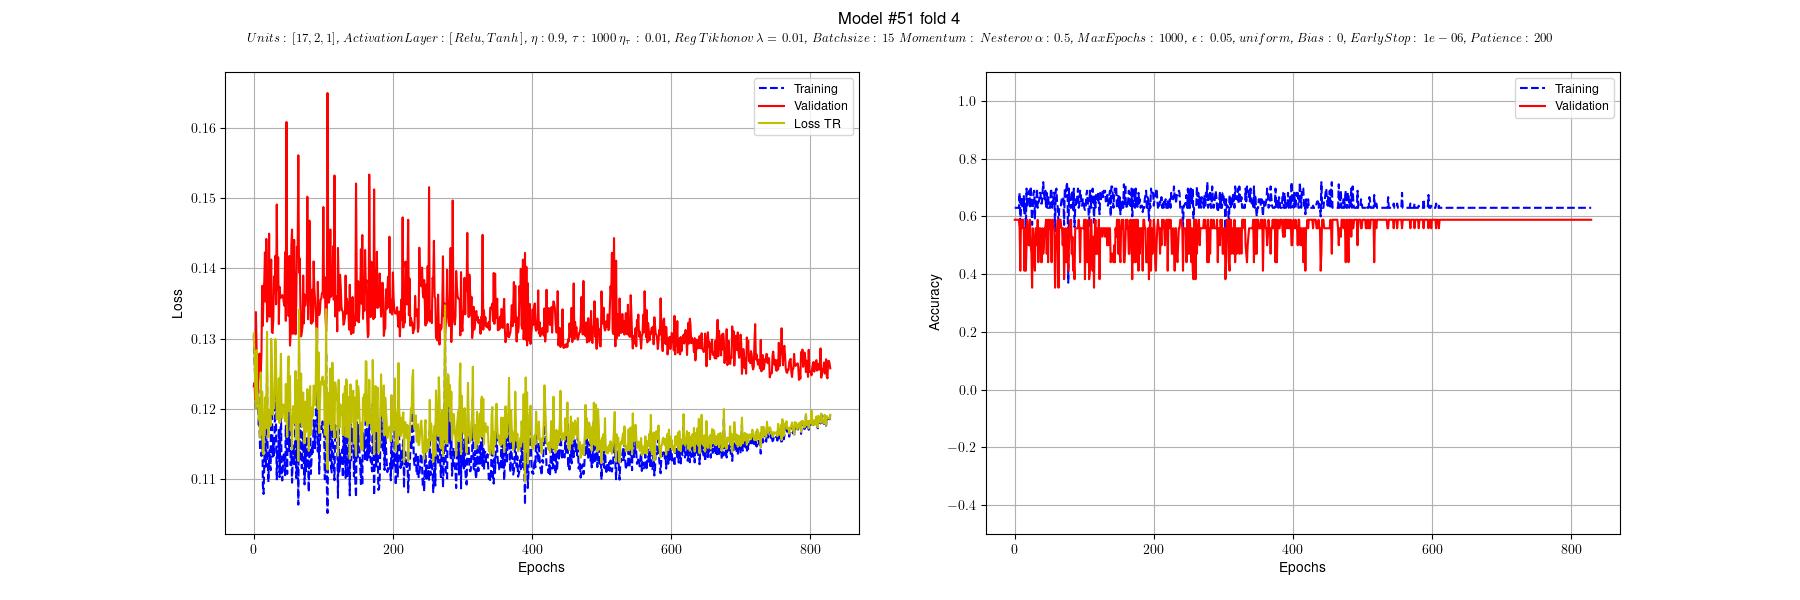 Model #51 fold 4
Units : [17, 2, 1], ActivationLayer : [Relu, Tanh], η : 0.9, τ : 1000 ητ : 0.01, Reg Tikhonov λ = 0.01, Batchsize : 15 Momentum : Nesterov α : 0.5, MaxEpochs : 1000, ϵ : 0.05, uniform, Bias : 0, EarlyStop : 1e − 06, Patience : 200
Training
Validation
Loss TR
0.16
0.15
0.14
0.13
0.12
0.11
Loss
0 200 400 600 800
Epochs
Training
Validation
1.0
0.8
0.6
0.4
0.2
0.0
−0.2
−0.4
Accuracy
0 200 400 600 800
Epochs